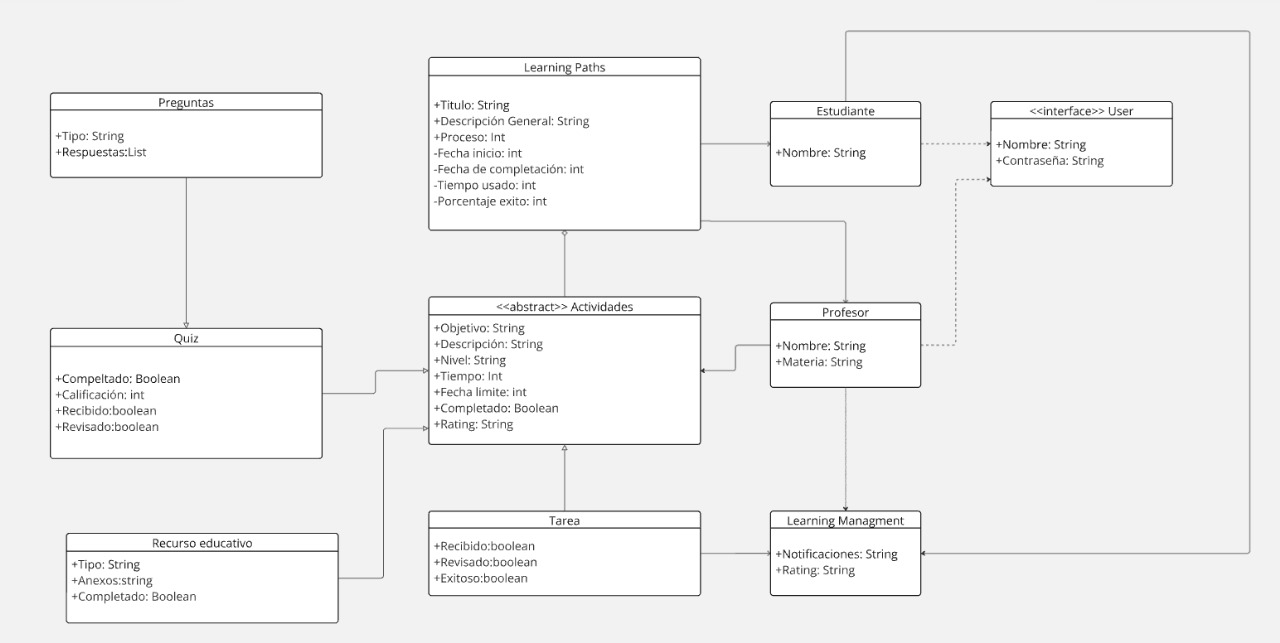 Learning Paths
+Titulo: String
+Descripción General: String
+Proceso: Int
-Fecha inicio: int
-Fecha de completación: int
-Tiempo usado: int
-Porcentaje exito: int
Preguntas
+Tipo: String
+Respuestas:List
Estudiante
+Nombre: String
<<interface>> User
+Nombre: String
+Contraseña: String
<<abstract>> Actividades
+Objetivo: String
+Descripción: String
+Nivel: String
+Tiempo: Int
+Fecha limite: int
+Completado: Boolean
+Rating: String
Profesor
+Nombre: String
+Materia: String
Quiz
+Compeltado: Boolean
+Calificación: int
+Recibido:boolean
+Revisado:boolean
Tarea
+Recibido:boolean
+Revisado:boolean
+Exitoso:boolean
Learning Managment
+Notificaciones: String
+Rating: String
Recurso educativo
+Tipo: String
+Anexos:string
+Completado: Boolean